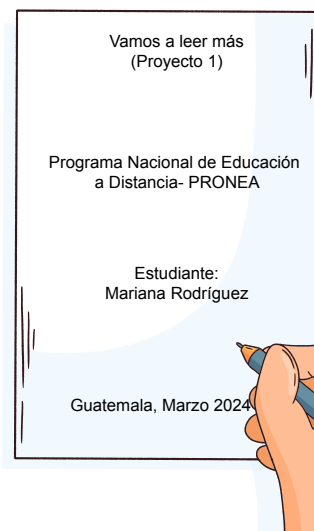 Vamos a leer más
(Proyecto 1)
Programa Nacional de Educación
a Distancia- PRONEA
Estudiante:
Mariana Rodríguez
Guatemala, Marzo 2024